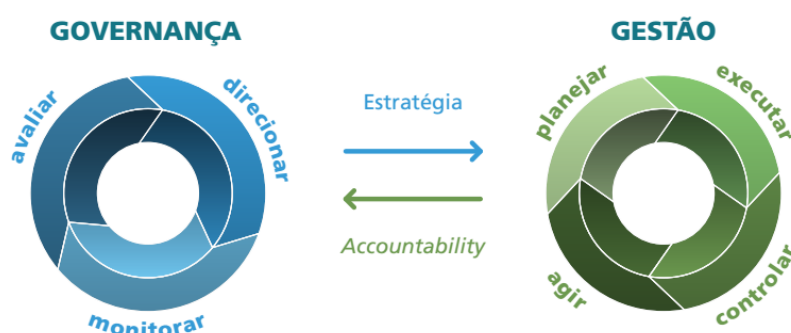 GOVERNANÇA
avaliar
direcionar
monitorar
Estratégia
Accountability
GESTÃO
planejar
executar
controlar
agir